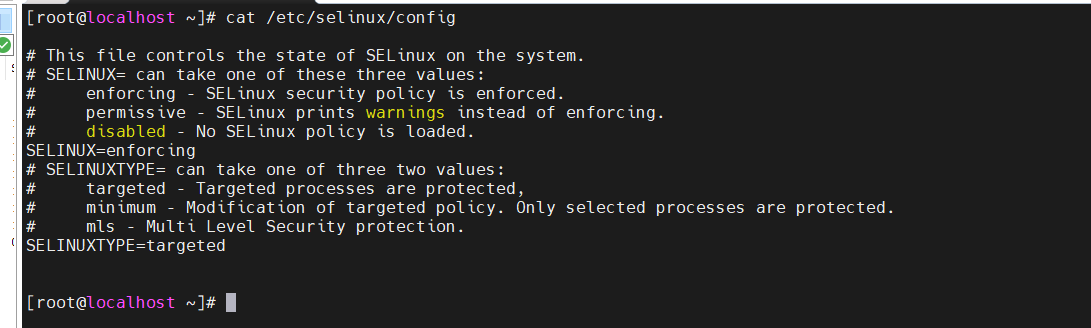 [root@localhost ~]# cat /etc/selinux/config
# This file controls the state of SELinux on the system.
# SELINUX= can take one of these three values:
#     enforcing - SELinux security policy is enforced.
#     permissive - SELinux prints warnings instead of enforcing.
#     disabled - No SELinux policy is loaded.
SELINUX=enforcing
# SELINUXTYPE= can take one of three two values:
#     targeted - Targeted processes are protected,
#     minimum - Modification of targeted policy. Only selected processes are protected.
#     mls - Multi Level Security protection.
SELINUXTYPE=targeted
[root@localhost ~]#